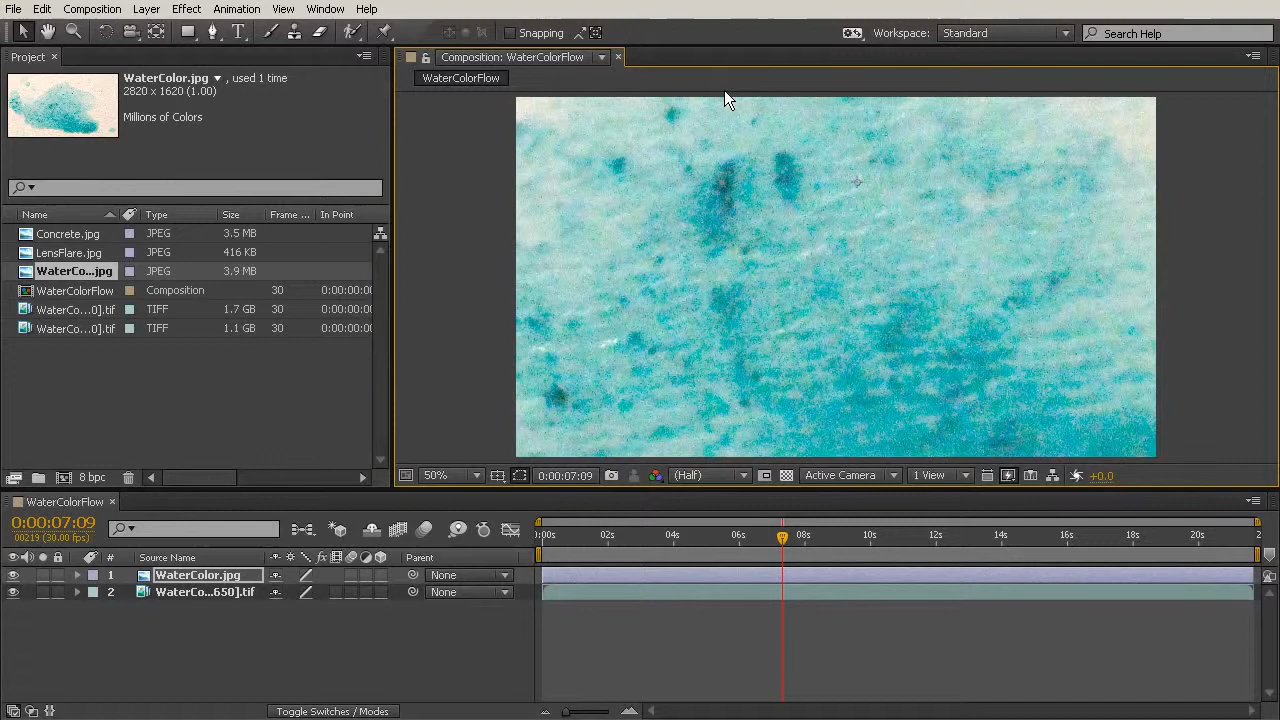 File Edit Composition Layer Effect Animation View Window Help
Snapping Workspace: Standard Search Help
Project
WaterColor.jpg , used 1 time
2820 x 1620 (1.00)
Millions of Colors
Name Type Size Frame ... In Point
Concrete.jpg JPEG 3.5 MB
LensFlare.jpg JPEG 416 KB
WaterCo...jpg JPEG 3.9 MB
WaterColorFlow Composition 30 0:00:00:0
WaterCo...0].tif TIFF 1.7 GB 30 0:00:00:0
WaterCo...0].tif TIFF 1.1 GB 30 0:00:00:0
8 bpc
Composition: WaterColorFlow
WaterColorFlow
50% 0:00:07:09 (Half) Active Camera 1 View +0.0
WaterColorFlow
0:00:07:09
00219 (30.00 fps)
:00s 02s 04s 06s 08s 10s 12s 14s 16s 18s 20s 2
# Source Name Parent
1 WaterColor.jpg None
2 WaterCo...650].tif None
Toggle Switches / Modes